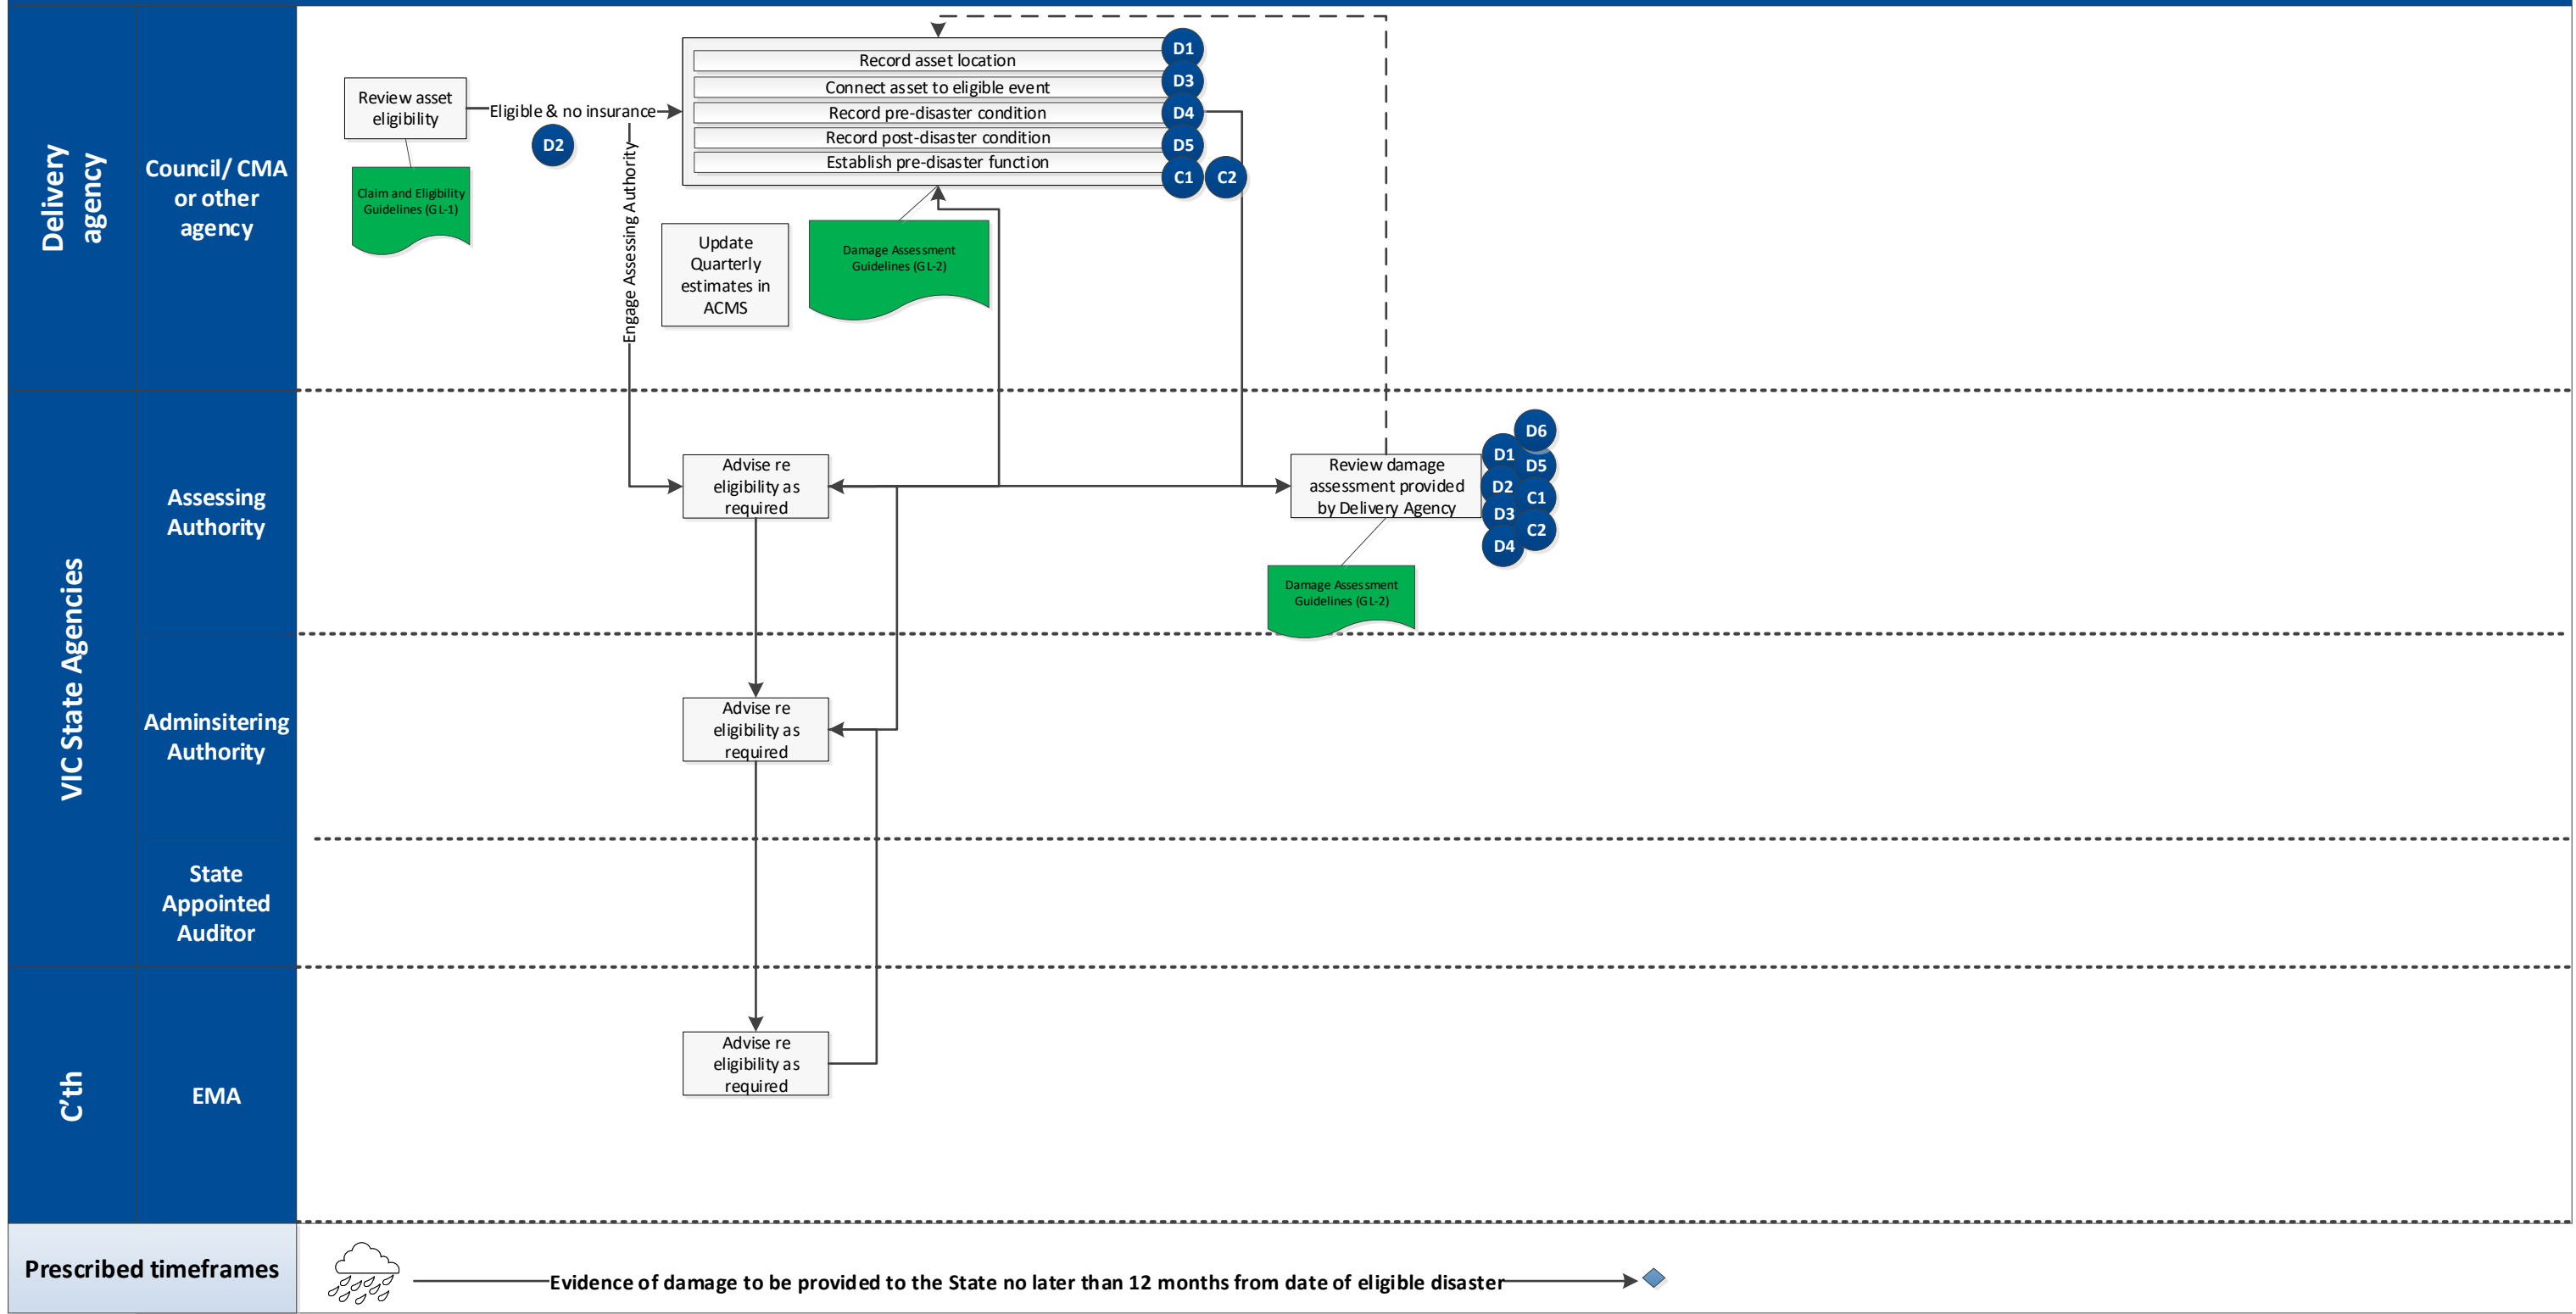 Delivery
agency
Council/ CMA
or other
agency
Review asset
eligibility
Claim and Eligibility
Guidelines (GL-1)
Eligible & no insurance
D2
Engage Assessing Authority
Record asset location
Connect asset to eligible event
Record pre-disaster condition
Record post-disaster condition
Establish pre-disaster function
D1
D3
D4
D5
C1
C2
Update
Quarterly
estimates in
ACMS
Damage Assessment
Guidelines (GL-2)
VIC State Agencies
Assessing
Authority
Advise re
eligibility as
required
Review damage
assessment provided
by Delivery Agency
D6
D1
D5
D2
C1
D3
C2
D4
Damage Assessment
Guidelines (GL-2)
Adminsitering
Authority
Advise re
eligibility as
required
State
Appointed
Auditor
C'th
EMA
Advise re
eligibility as
required
Prescribed timeframes
Evidence of damage to be provided to the State no later than 12 months from date of eligible disaster